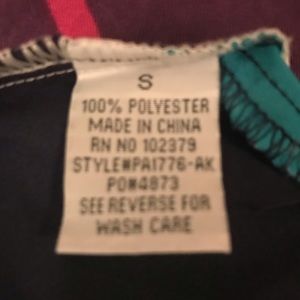 S
100% POLYESTER
MADE IN CHINA
RN NO 102379
STYLE#PA1776-AK
PO#4873
SEE REVERSE FOR
WASH CARE